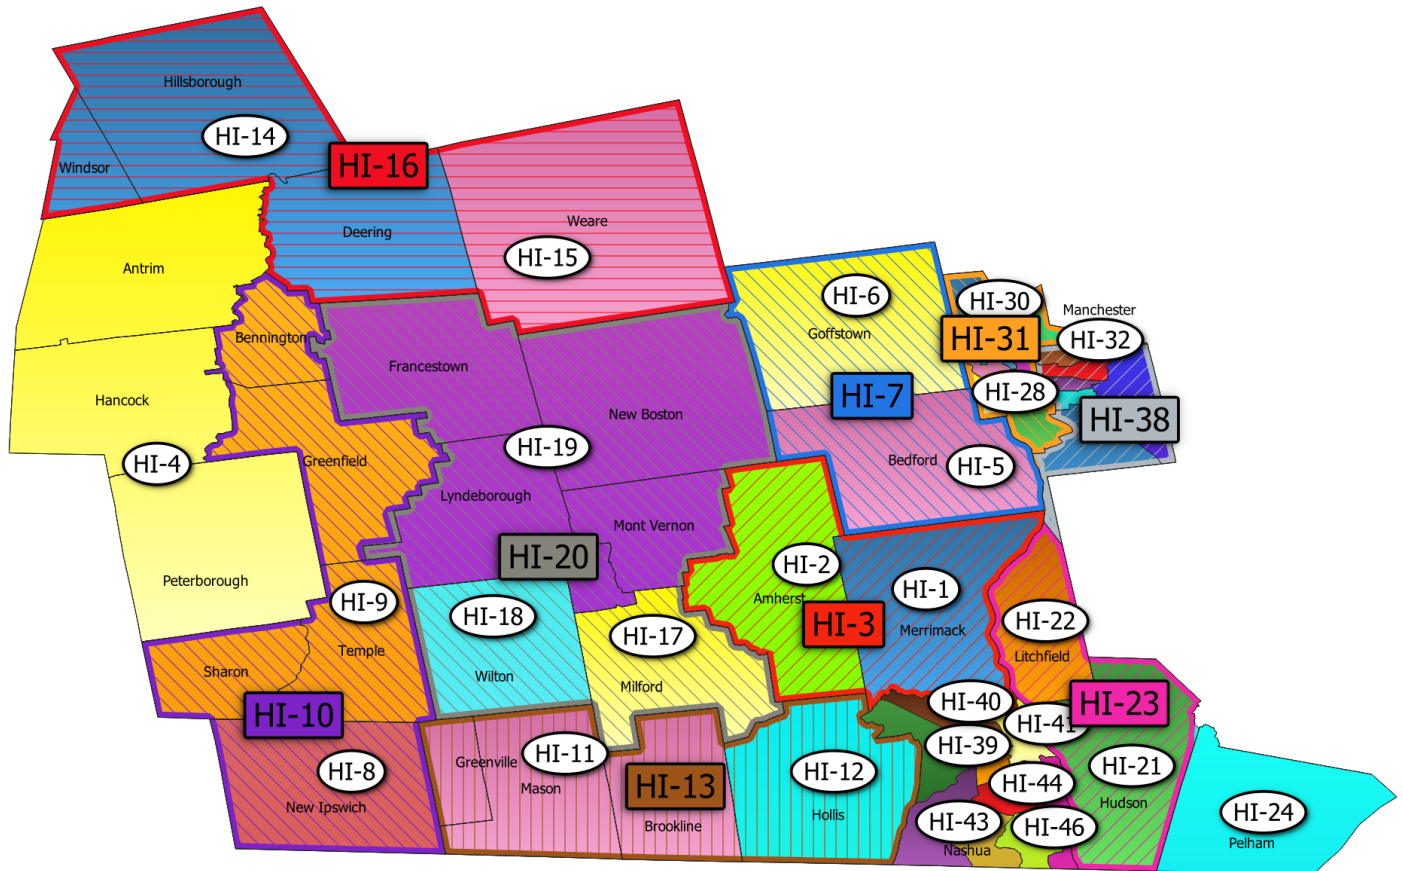 Hillsborough
HI-14
HI-16
Windsor
Weare
Deering
HI-15
Antrim
HI-6
HI-30
Manchester
Goffstown
Bennington
HI-31
HI-32
Francestown
HI-7
HI-28
Hancock
New Boston
HI-38
HI-19
HI-4
Greenfield
Bedford
HI-5
Lyndeborough
Mont Vernon
HI-20
HI-2
Peterborough
HI-9
HI-18
Amherst
HI-1
HI-3
HI-22
HI-17
Merrimack
Temple
Litchfield
Sharon
Wilton
Milford
HI-40
HI-23
HI-10
HI-41
HI-39
HI-11
Greenville
HI-8
HI-12
HI-21
HI-13
Mason
HI-44
New Ipswich
Hudson
Hollis
HI-24
HI-43
HI-46
Brookline
Pelham
Nashua